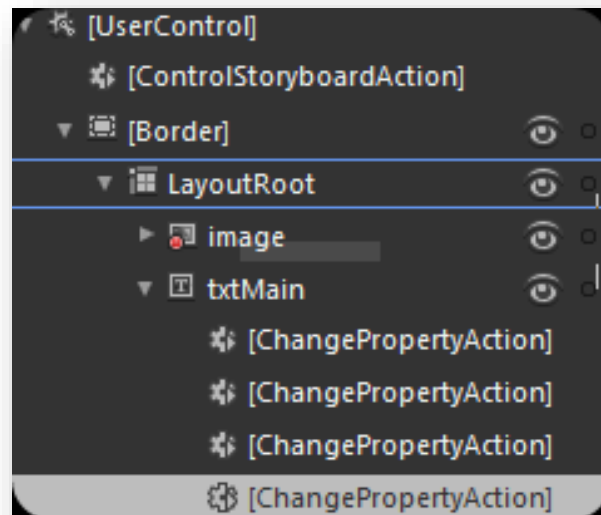 [UserControl]
[ControlStoryboardAction]
[Border]
LayoutRoot
image
txtMain
[ChangePropertyAction]
[ChangePropertyAction]
[ChangePropertyAction]
[ChangePropertyAction]